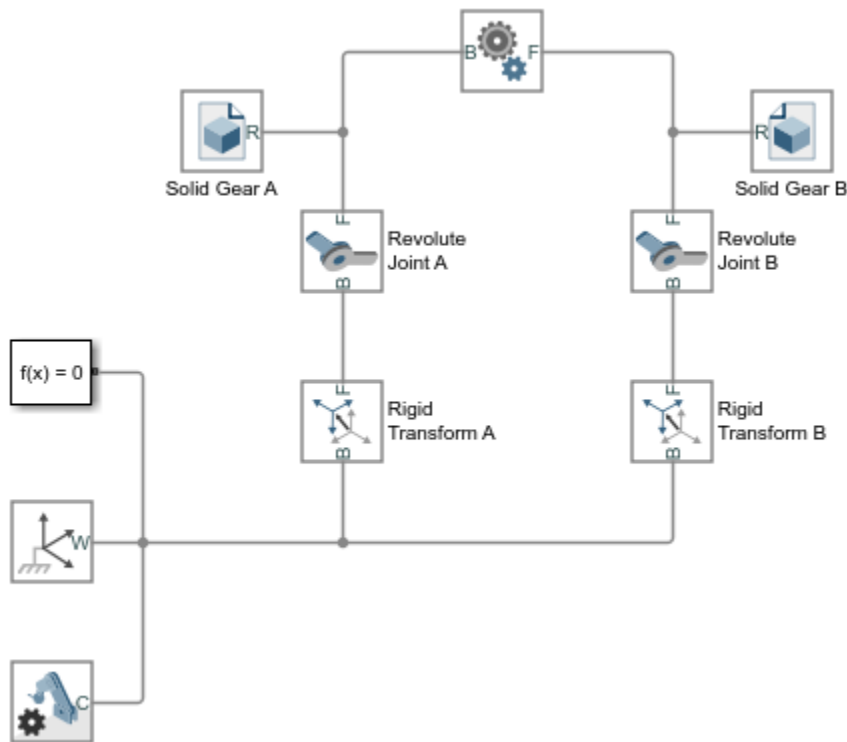 B F
R
R
Solid Gear A
Solid Gear B
F
F
Revolute
Joint A
Revolute
Joint B
B
B
f(x) = 0
F
F
Rigid
Transform A
Rigid
Transform B
B
B
W
C